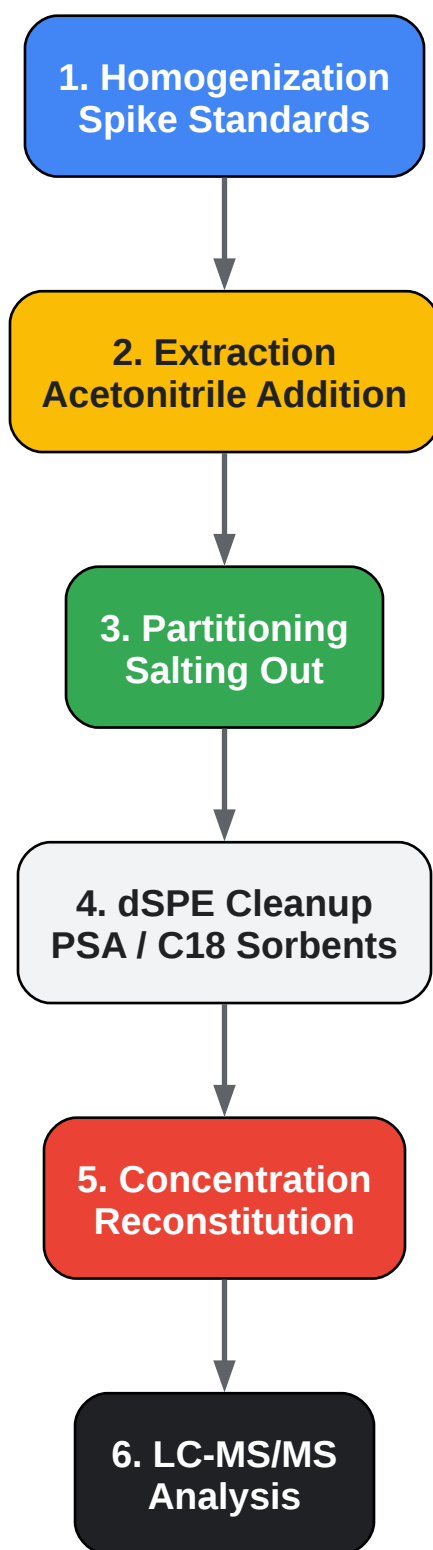 1. Homogenization
Spike Standards
2. Extraction
Acetonitrile Addition
3. Partitioning
Salting Out
4. dSPE Cleanup
PSA / C18 Sorbents
5. Concentration
Reconstitution
6. LC-MS/MS
Analysis